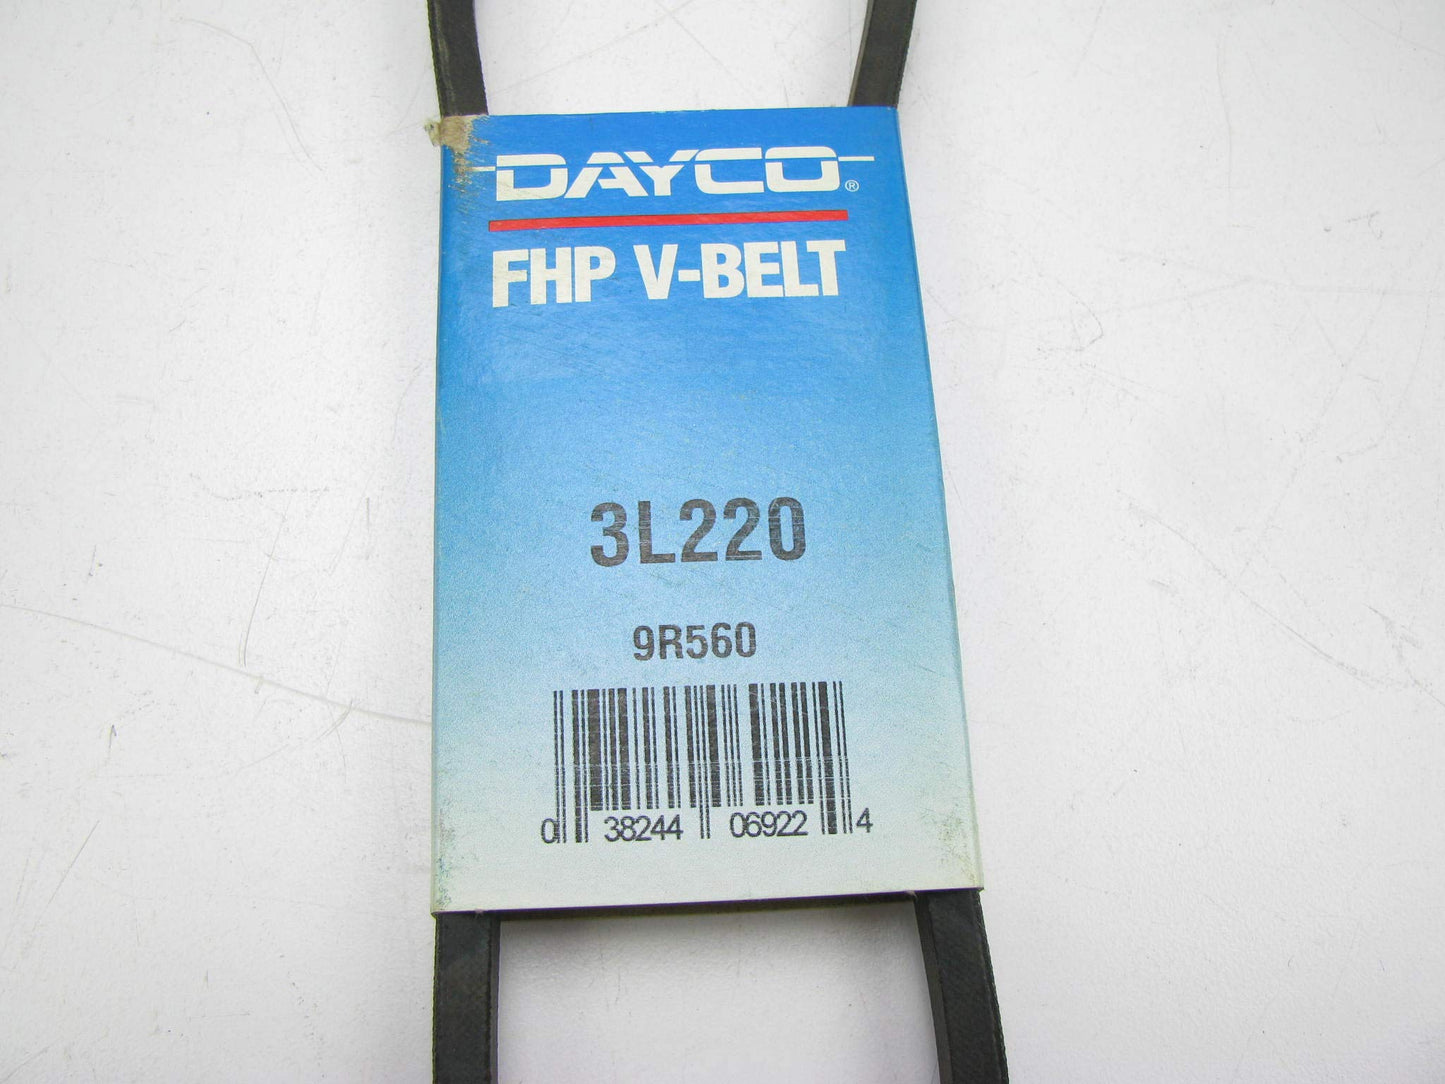 DAYCO®
FHP V-BELT
3L220
9R560
0 38244 06922 4